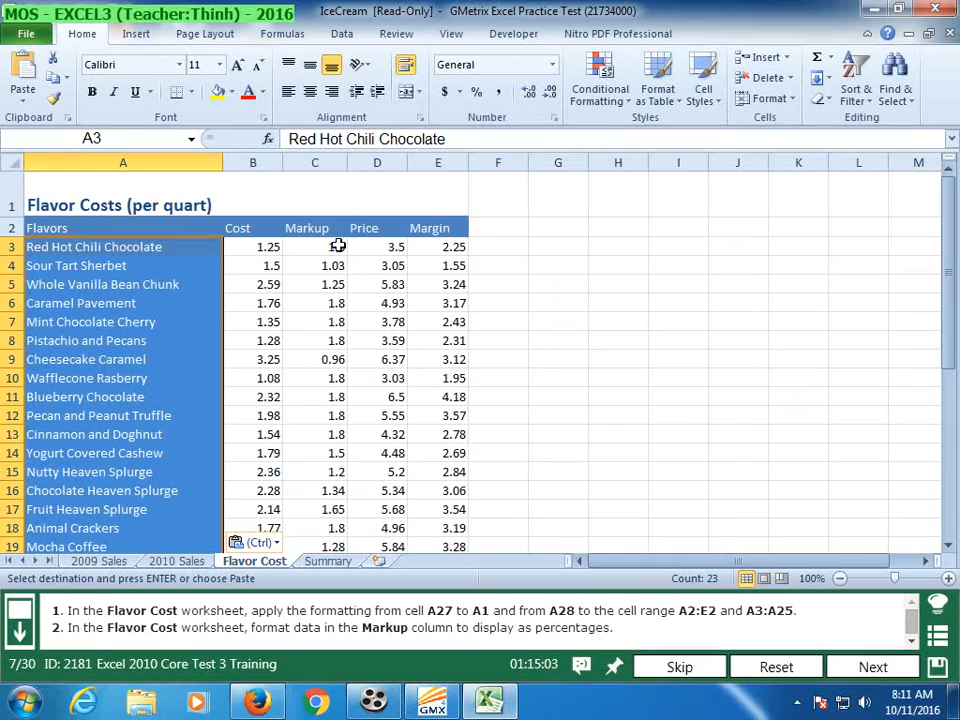 MOS - EXCEL3 (Teacher:Thinh) - 2016
IceCream [Read-Only] - GMetrix Excel Practice Test (21734000)
File Home Insert Page Layout Formulas Data Review View Developer Nitro PDF Professional
Paste
Calibri 11
B I U
General
$ % ,
Conditional Formatting
Format as Table
Cell Styles
Insert
Delete
Format
Sort & Filter
Find & Select
Clipboard Font Alignment Number Styles Cells Editing
A3 fx Red Hot Chili Chocolate
A B C D E F G H I J K L M
1 Flavor Costs (per quart)
2 Flavors Cost Markup Price Margin
3 Red Hot Chili Chocolate 1.25 3.5 2.25
4 Sour Tart Sherbet 1.5 1.03 3.05 1.55
5 Whole Vanilla Bean Chunk 2.59 1.25 5.83 3.24
6 Caramel Pavement 1.76 1.8 4.93 3.17
7 Mint Chocolate Cherry 1.35 1.8 3.78 2.43
8 Pistachio and Pecans 1.28 1.8 3.59 2.31
9 Cheesecake Caramel 3.25 0.96 6.37 3.12
10 Wafflecone Rasberry 1.08 1.8 3.03 1.95
11 Blueberry Chocolate 2.32 1.8 6.5 4.18
12 Pecan and Peanut Truffle 1.98 1.8 5.55 3.57
13 Cinnamon and Doghnut 1.54 1.8 4.32 2.78
14 Yogurt Covered Cashew 1.79 1.5 4.48 2.69
15 Nutty Heaven Splurge 2.36 1.2 5.2 2.84
16 Chocolate Heaven Splurge 2.28 1.34 5.34 3.06
17 Fruit Heaven Splurge 2.14 1.65 5.68 3.54
18 Animal Crackers 1.77 1.8 4.96 3.19
19 Mocha Coffee 1.28 5.84 3.28
(Ctrl)
2009 Sales 2010 Sales Flavor Cost Summary
Select destination and press ENTER or choose Paste Count: 23 100%
1. In the Flavor Cost worksheet, apply the formatting from cell A27 to A1 and from A28 to the cell range A2:E2 and A3:A25.
2. In the Flavor Cost worksheet, format data in the Markup column to display as percentages.
7/30 ID: 2181 Excel 2010 Core Test 3 Training 01:15:03 Skip Reset Next
GMX
8:11 AM
10/11/2016